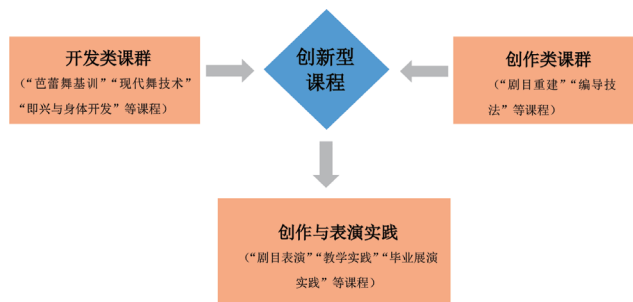 开发类课群
（“芭蕾舞基训”“现代舞技术”
“即兴与身体开发”等课程）
创新型
课程
创作类课群
（“剧目重建”“编导技
法”等课程）
创作与表演实践
（“剧目表演”“教学实践”“毕业展演
实践”等课程）